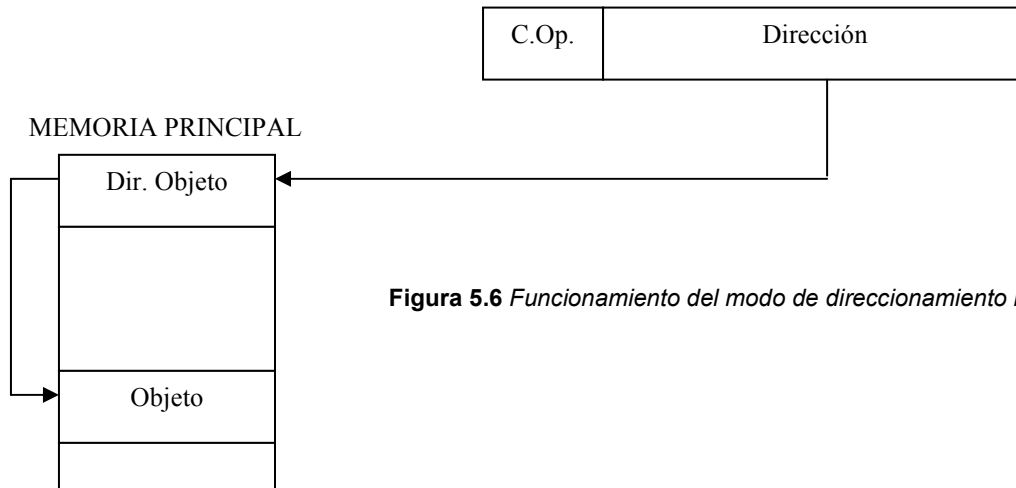 C.Op. Dirección
MEMORIA PRINCIPAL
Dir. Objeto
Figura 5.6 Funcionamiento del modo de direccionamiento
Objeto